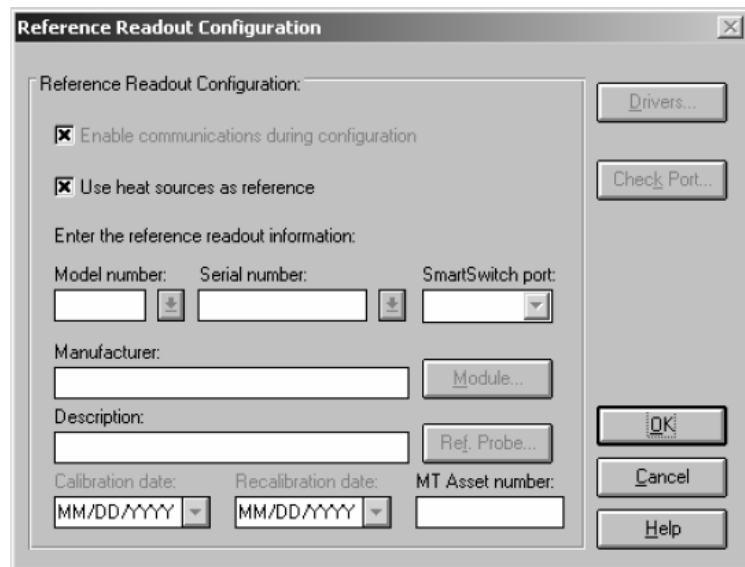 Reference Readout Configuration
Reference Readout Configuration:
Drivers...
Enable communications during configuration
Check Port...
Use heat sources as reference
Enter the reference readout information:
Model number: Serial number: SmartSwitch port:
Manufacturer:
Module...
Description:
Ref. Probe...
OK
Calibration date: Recalibration date: MT Asset number:
Cancel
MM/DD/YYYY MM/DD/YYYY
Help